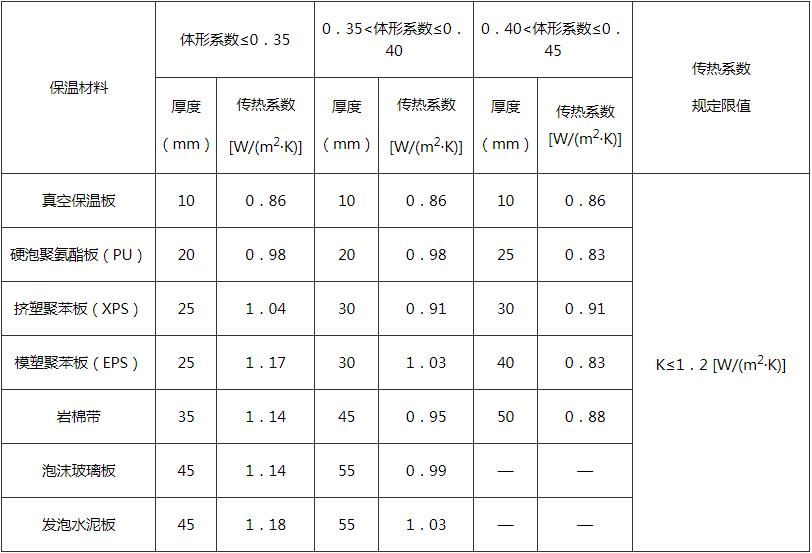 保温材料
体形系数≤0．35
0．35<体形系数≤0．
40
0．40<体形系数≤0．
45
传热系数
规定限值
厚度
（mm）
传热系数
[W/(m²·K)]
厚度
（mm）
传热系数
[W/(m²·K)]
厚度
（mm）
传热系数
[W/(m²·K)]
真空保温板 10 0．86 10 0．86 10 0．86
硬泡聚氨酯板（PU） 20 0．98 20 0．98 25 0．83
挤塑聚苯板（XPS） 25 1．04 30 0．91 30 0．91
模塑聚苯板（EPS） 25 1．17 30 1．03 40 0．83 K≤1．2 [W/(m²·K)]
岩棉带 35 1．14 45 0．95 50 0．88
泡沫玻璃板 45 1．14 55 0．99 — —
发泡水泥板 45 1．18 55 1．03 — —